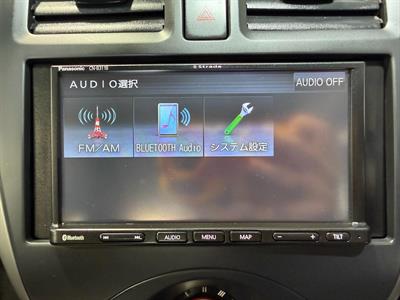 Panasonic
Strada
AUDIO選択
AUDIO OFF
FM/AM
BLUETOOTH Audio
システム設定
Bluetooth
AUDIO
MENU
MAP
− +
TILT